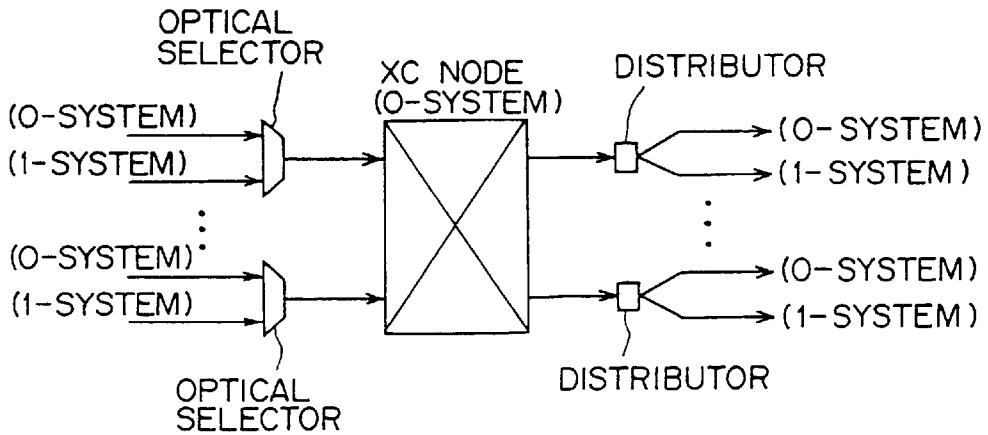 OPTICAL
SELECTOR
XC NODE
(0-SYSTEM)
DISTRIBUTOR
(0-SYSTEM)
(1-SYSTEM)
(0-SYSTEM)
(1-SYSTEM)
(0-SYSTEM)
(1-SYSTEM)
(0-SYSTEM)
(1-SYSTEM)
OPTICAL
SELECTOR
DISTRIBUTOR